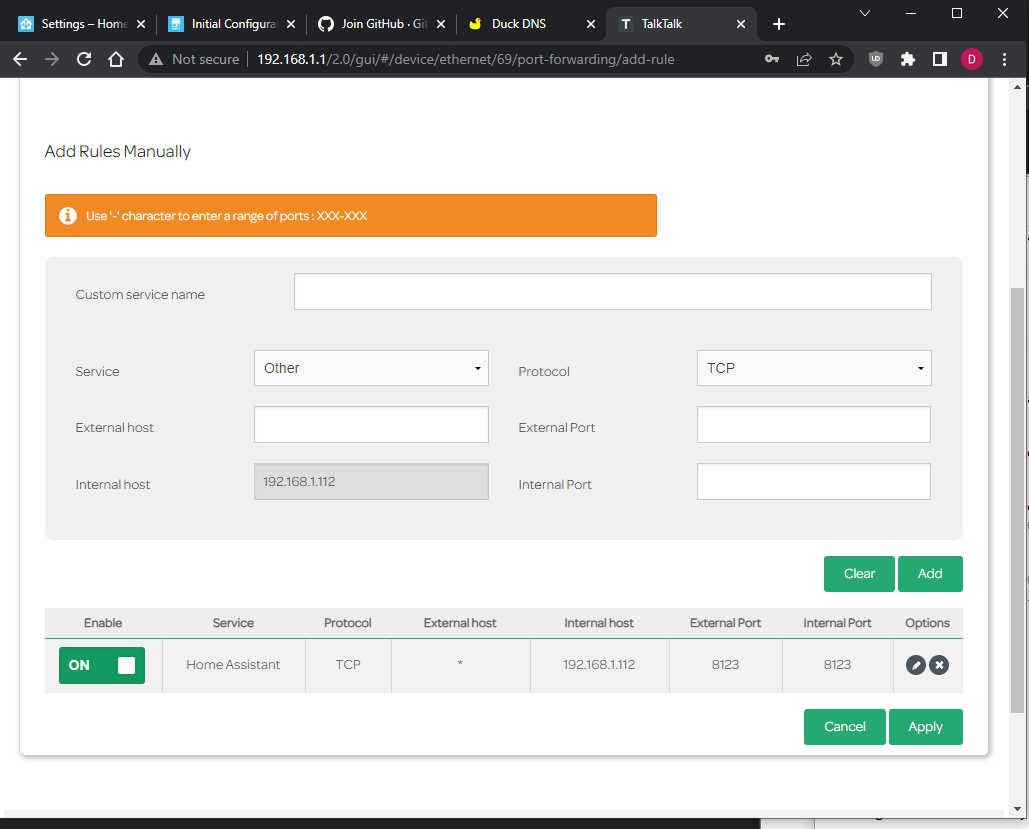 Settings – Home
Initial Configura
Join GitHub · Git
Duck DNS
T TalkTalk
Not secure 192.168.1.1/2.0/gui/#/device/ethernet/69/port-forwarding/add-rule
D
Add Rules Manually
Use '-' character to enter a range of ports : XXX-XXX
Custom service name
Service Other Protocol TCP
External host External Port
Internal host 192.168.1.112 Internal Port
Clear Add
Enable Service Protocol External host Internal host External Port Internal Port Options
ON Home Assistant TCP * 192.168.1.112 8123 8123
Cancel Apply